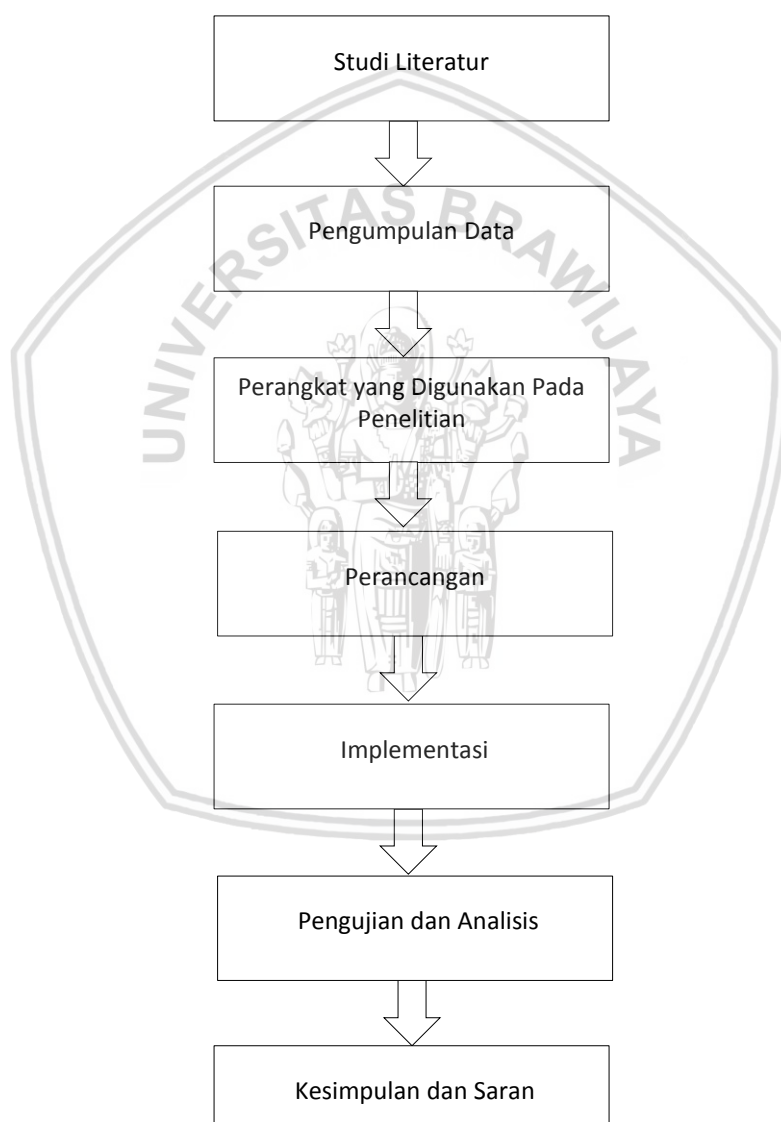 Studi Literatur
UNIVERSITAS BRAWIJAYA
Pengumpulan Data
Perangkat yang Digunakan Pada
Penelitian
Perancangan
Implementasi
Pengujian dan Analisis
Kesimpulan dan Saran